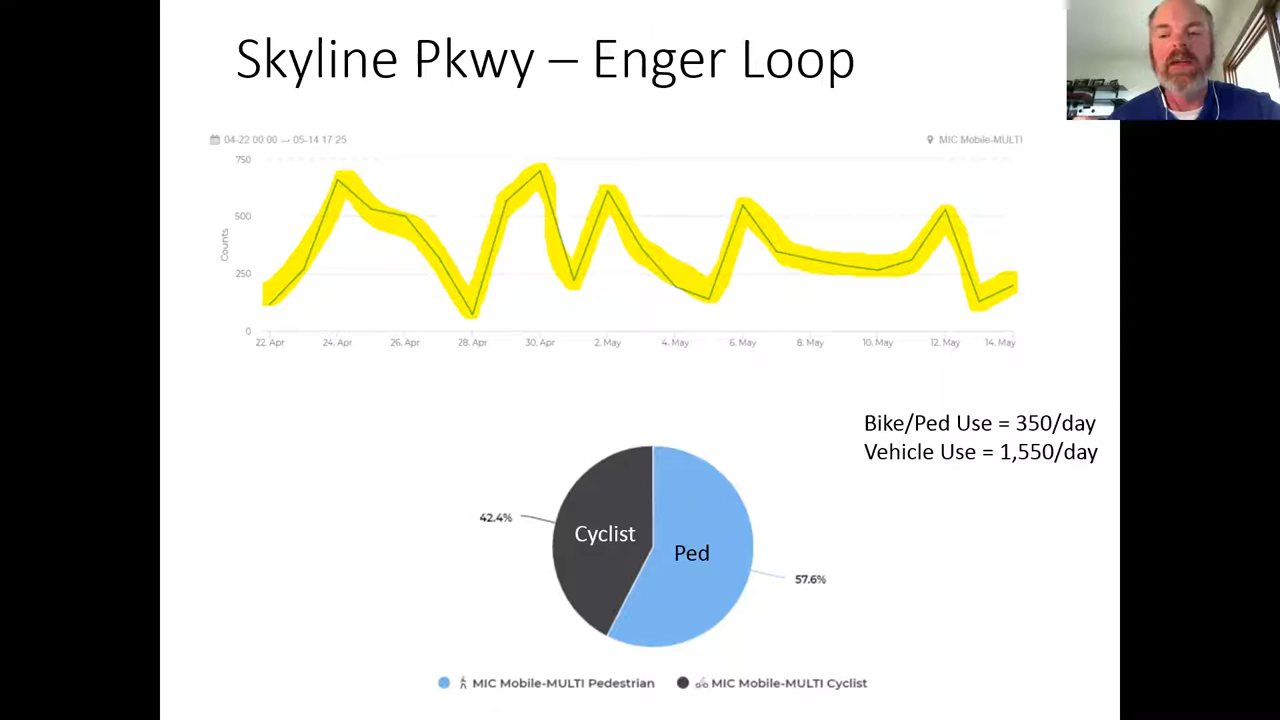 Skyline Pkwy – Enger Loop
04-22 00:00 → 05-14 17:25
MIC Mobile-MULTI
750
500
250
0
Counts
22. Apr 24. Apr 26. Apr 28. Apr 30. Apr 2. May 4. May 6. May 8. May 10. May 12. May 14. May
Bike/Ped Use = 350/day
Vehicle Use = 1,550/day
42.4%
Cyclist
Ped
57.6%
MIC Mobile-MULTI Pedestrian MIC Mobile-MULTI Cyclist